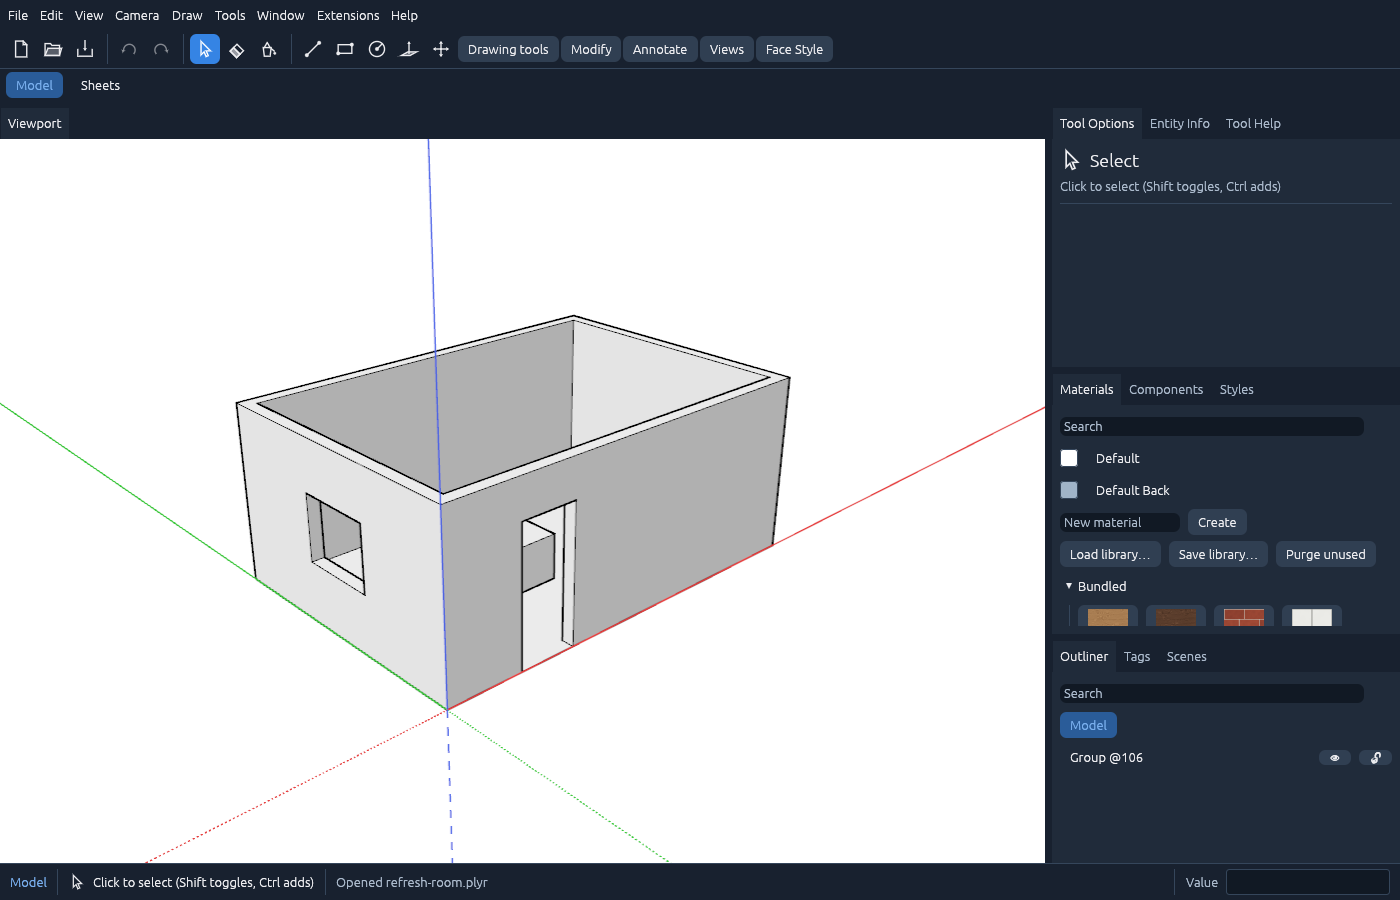 File Edit View Camera Draw Tools Window Extensions Help
Drawing tools Modify Annotate Views Face Style
Model Sheets
Viewport
Tool Options Entity Info Tool Help
Select
Click to select (Shift toggles, Ctrl adds)
Materials Components Styles
Search
Default
Default Back
New material Create
Load library… Save library… Purge unused
Bundled
Outliner Tags Scenes
Search
Model
Group @106
Model Click to select (Shift toggles, Ctrl adds) Opened refresh-room.plyr Value